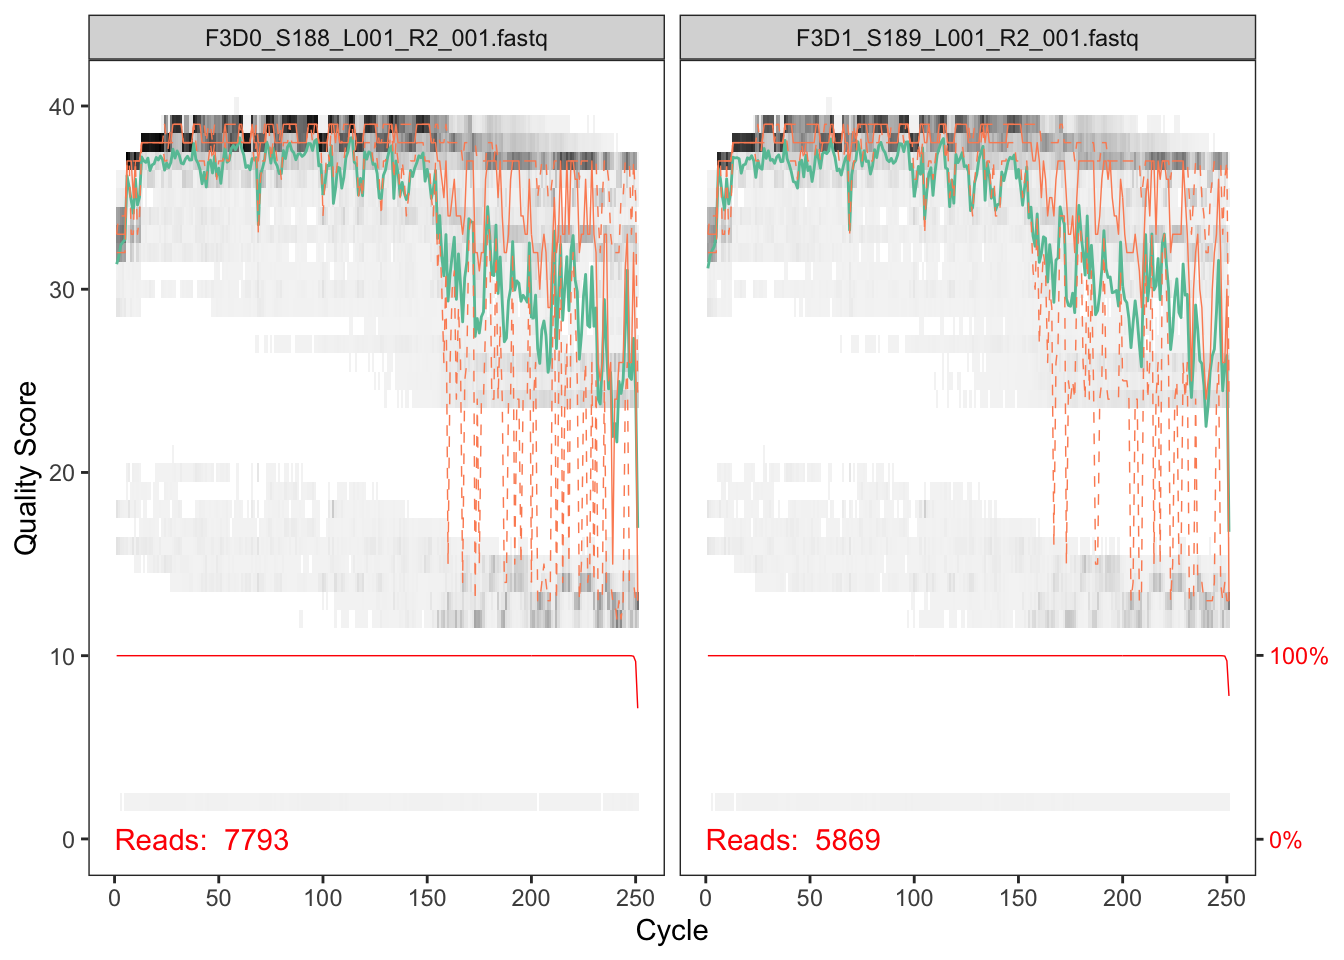 F3D0_S188_L001_R2_001.fastq
F3D1_S189_L001_R2_001.fastq
Quality Score
40
30
20
10
0
100%
0%
Reads:  7793
Reads:  5869
0 50 100 150 200 250
0 50 100 150 200 250
Cycle